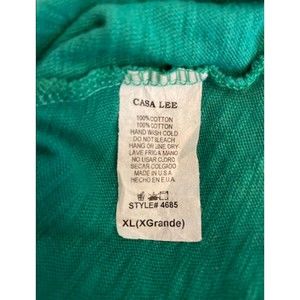 CASA LEE
100% COTTON
100% COTTON
HAND WASH COLD
DO NOT BLEACH
HANG OR LINE DRY
LAVE FRIG A MANO
NO USAR CLORO
SECAR COLGADO
MADE IN U.S.A
HECHO EN E.U.A.
STYLE# 4685
XL(XGrande)